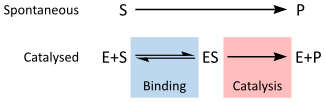 Spontaneous S P
Catalysed E+S ES E+P
Binding Catalysis